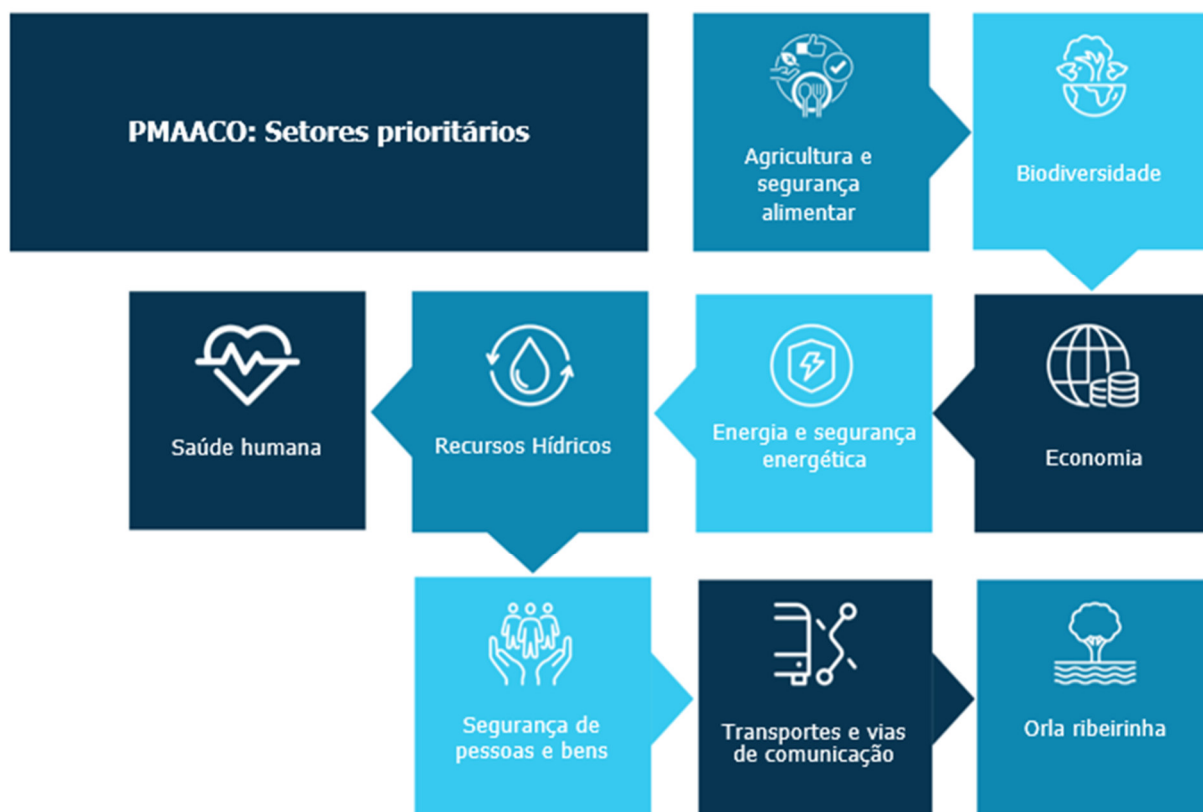 PMAACO: Setores prioritários
Agricultura e
segurança
alimentar
Biodiversidade
Saúde humana
Recursos Hídricos
Energia e segurança
energética
Economia
Segurança de
pessoas e bens
Transportes e vias
de comunicação
Orla ribeirinha